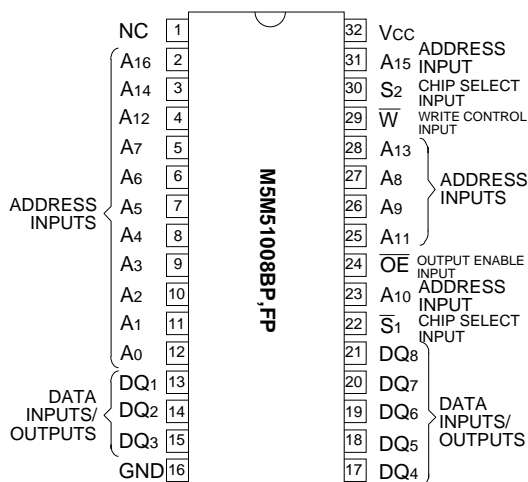 NC 1
A16 2
A14 3
A12 4
A7 5
A6 6
A5 7
A4 8
A3 9
A2 10
A1 11
A0 12
DQ1 13
DQ2 14
DQ3 15
GND 16
ADDRESS
INPUTS
DATA
INPUTS/
OUTPUTS
M5M51008BP,FP
32 VCC
31 A15 ADDRESS
INPUT
30 S2 CHIP SELECT
INPUT
29 W̅ WRITE CONTROL
INPUT
28 A13
27 A8
26 A9
25 A11
ADDRESS
INPUTS
24 O̅E̅ OUTPUT ENABLE
INPUT
23 A10 ADDRESS
INPUT
22 S̅1 CHIP SELECT
INPUT
21 DQ8
20 DQ7
19 DQ6
18 DQ5
17 DQ4
DATA
INPUTS/
OUTPUTS